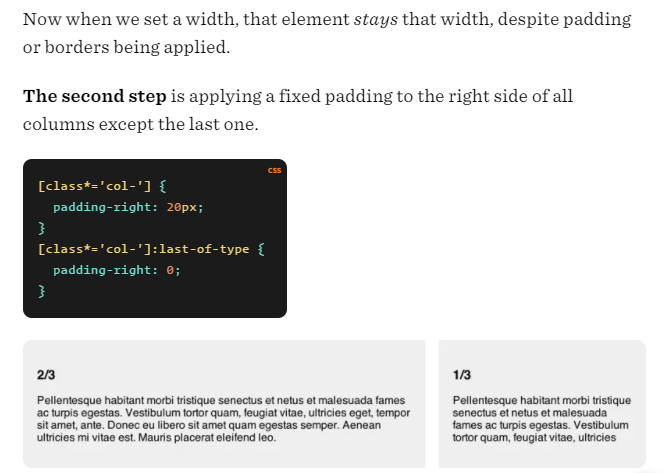 Now when we set a width, that element stays that width, despite padding
or borders being applied.
The second step is applying a fixed padding to the right side of all
columns except the last one.
CSS
[class*='col-'] {
  padding-right: 20px;
}
[class*='col-']:last-of-type {
  padding-right: 0;
}
2/3
Pellentesque habitant morbi tristique senectus et netus et malesuada fames
ac turpis egestas. Vestibulum tortor quam, feugiat vitae, ultricies eget, tempor
sit amet, ante. Donec eu libero sit amet quam egestas semper. Aenean
ultricies mi vitae est. Mauris placerat eleifend leo.
1/3
Pellentesque habitant morbi tristique
senectus et netus et malesuada
fames ac turpis egestas. Vestibulum
tortor quam, feugiat vitae, ultricies